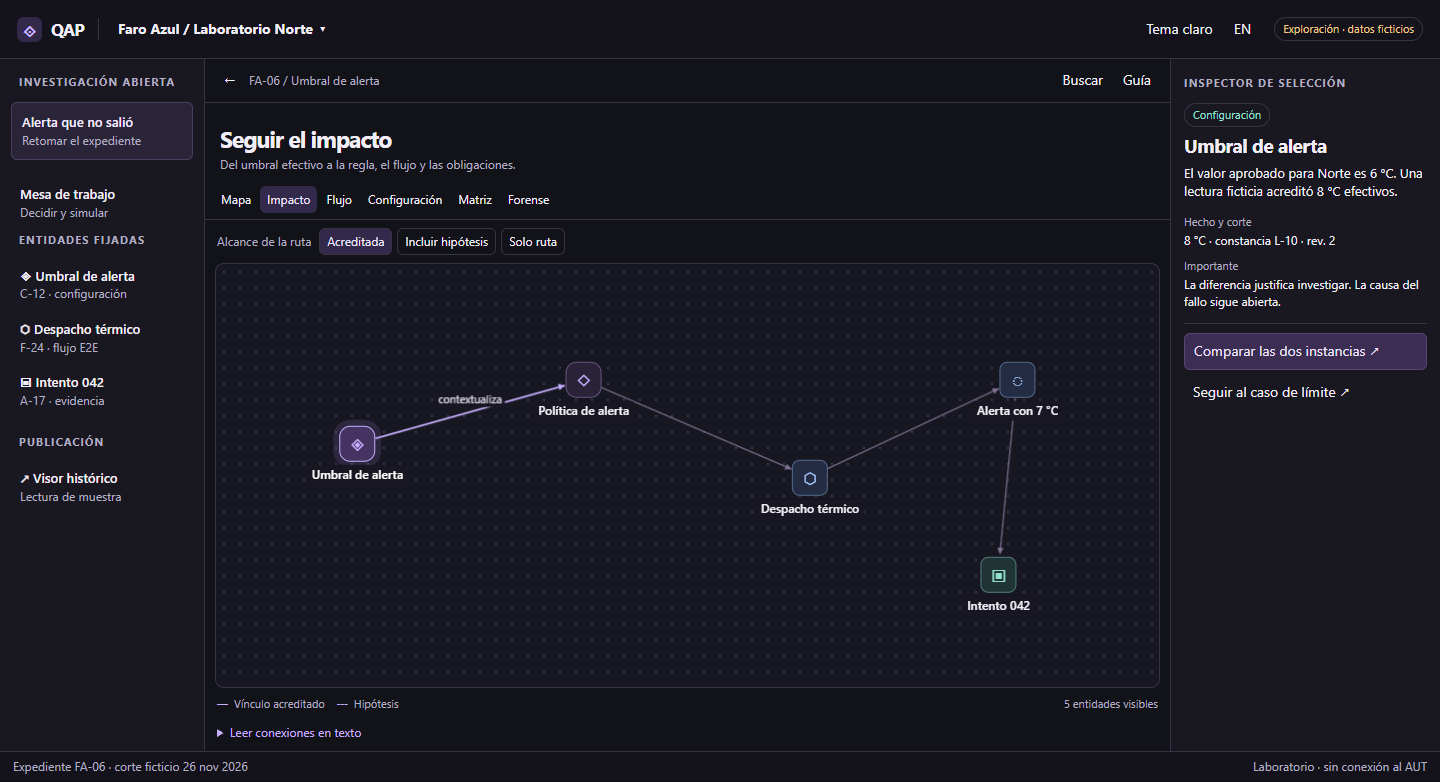 QAP
Faro Azul / Laboratorio Norte ▾
Tema claro
EN
Exploración · datos ficticios
INVESTIGACIÓN ABIERTA
Alerta que no salió
Retomar el expediente
Mesa de trabajo
Decidir y simular
ENTIDADES FIJADAS
Umbral de alerta
C-12 · configuración
Despacho térmico
F-24 · flujo E2E
Intento 042
A-17 · evidencia
PUBLICACIÓN
↗ Visor histórico
Lectura de muestra
← FA-06 / Umbral de alerta
Buscar
Guía
Seguir el impacto
Del umbral efectivo a la regla, el flujo y las obligaciones.
Mapa Impacto Flujo Configuración Matriz Forense
Alcance de la ruta Acreditada Incluir hipótesis Solo ruta
contextualiza
Política de alerta
Alerta con 7 °C
Umbral de alerta
Despacho térmico
Intento 042
Vínculo acreditado
Hipótesis
5 entidades visibles
Leer conexiones en texto
INSPECTOR DE SELECCIÓN
Configuración
Umbral de alerta
El valor aprobado para Norte es 6 °C. Una
lectura ficticia acreditó 8 °C efectivos.
Hecho y corte
8 °C · constancia L-10 · rev. 2
Importante
La diferencia justifica investigar. La causa del
fallo sigue abierta.
Comparar las dos instancias ↗
Seguir al caso de límite ↗
Expediente FA-06 · corte ficticio 26 nov 2026
Laboratorio · sin conexión al AUT